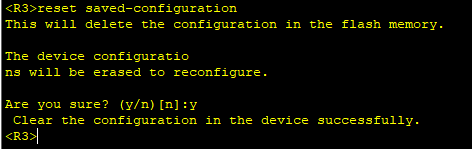 <R3>reset saved-configuration
This will delete the configuration in the flash memory.
The device configuratio
ns will be erased to reconfigure.
Are you sure? (y/n)[n]:y
 Clear the configuration in the device successfully.
<R3>